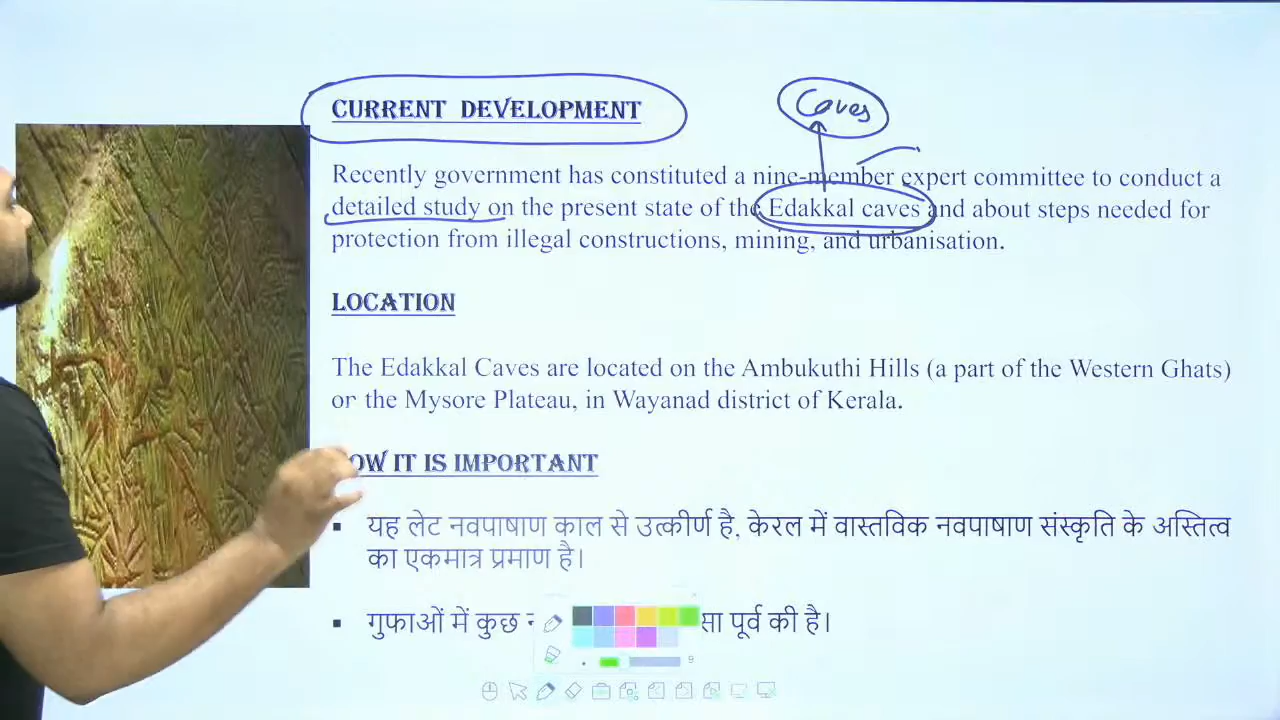 CURRENT DEVELOPMENT
Caves
Recently government has constituted a nine-member expert committee to conduct a
detailed study on the present state of the Edakkal caves and about steps needed for
protection from illegal constructions, mining, and urbanisation.
LOCATION
The Edakkal Caves are located on the Ambukuthi Hills (a part of the Western Ghats)
or the Mysore Plateau, in Wayanad district of Kerala.
OW IT IS IMPORTANT
▪ यह लेट नवपाषाण काल से उत्कीर्ण है, केरल में वास्तविक नवपाषाण संस्कृति के अस्तित्व
का एकमात्र प्रमाण है।
▪ गुफाओं में कुछ सा पूर्व की है।
9